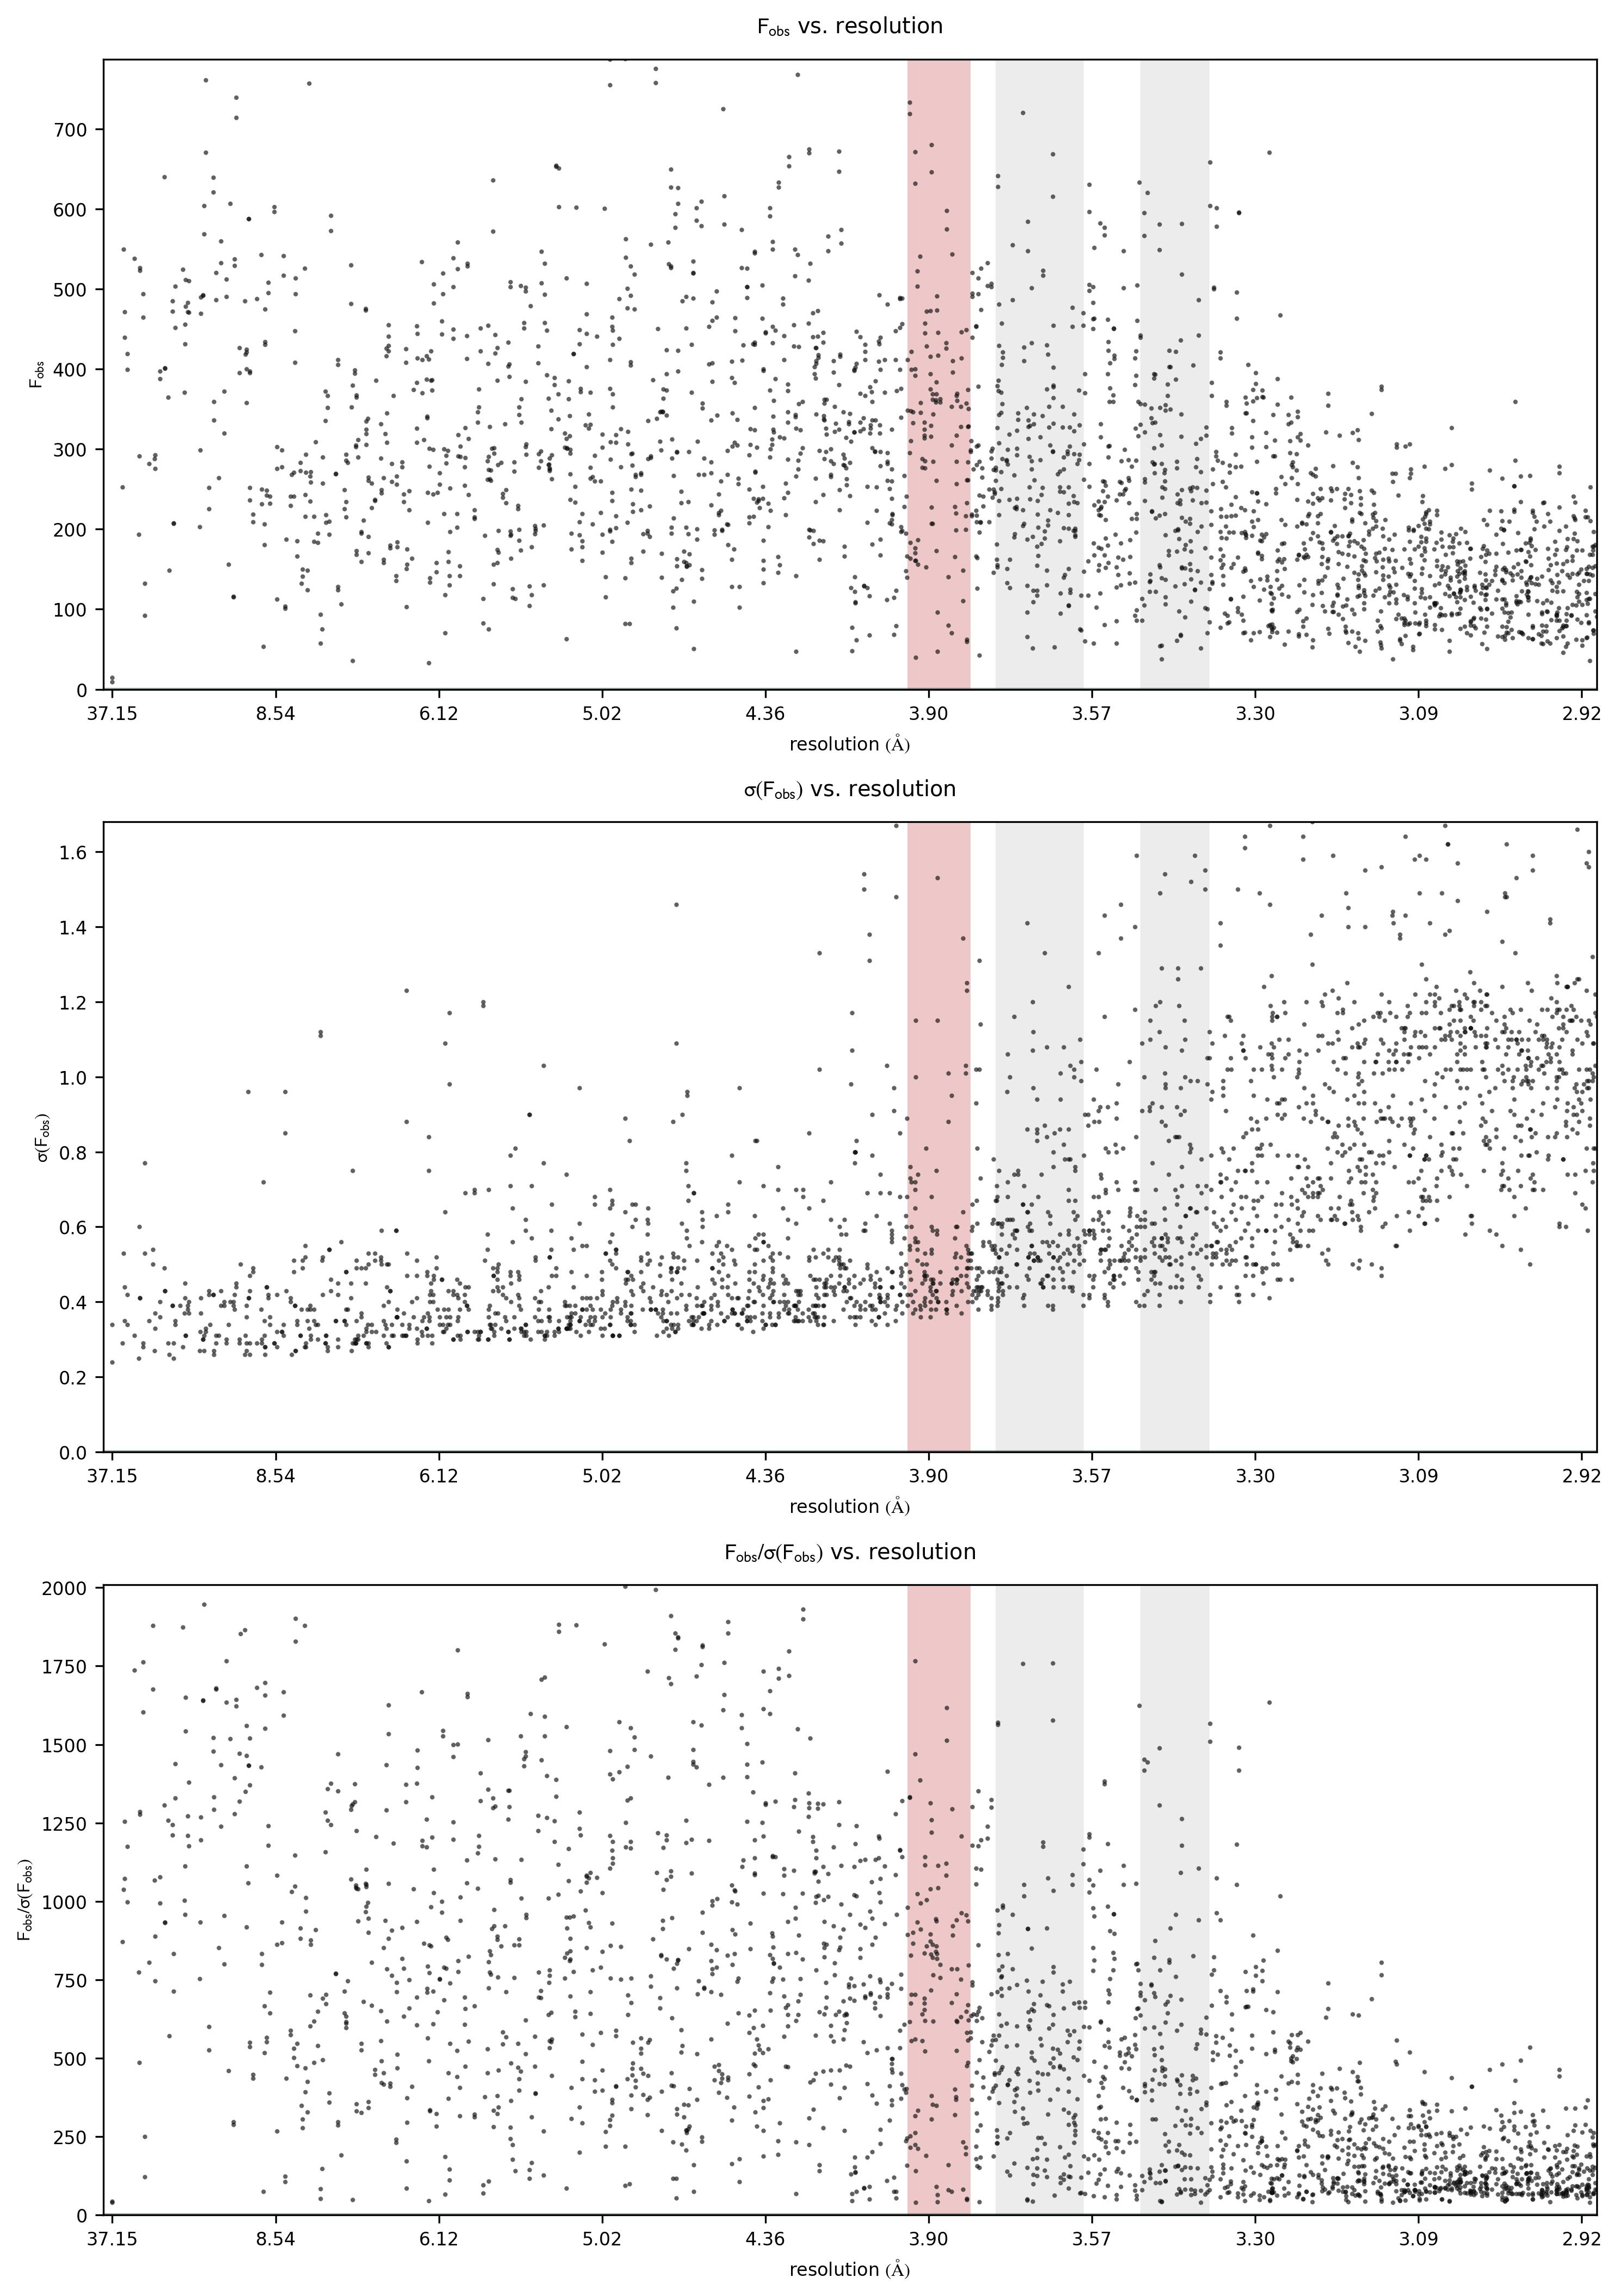 Fobs vs. resolution
700
600
500
400
300
200
100
0
Fobs
37.15 8.54 6.12 5.02 4.36 3.90 3.57 3.30 3.09 2.92
resolution (Å)
σ(Fobs) vs. resolution
1.6
1.4
1.2
1.0
0.8
0.6
0.4
0.2
0.0
σ(Fobs)
37.15 8.54 6.12 5.02 4.36 3.90 3.57 3.30 3.09 2.92
resolution (Å)
Fobs/σ(Fobs) vs. resolution
2000
1750
1500
1250
1000
750
500
250
0
Fobs/σ(Fobs)
37.15 8.54 6.12 5.02 4.36 3.90 3.57 3.30 3.09 2.92
resolution (Å)